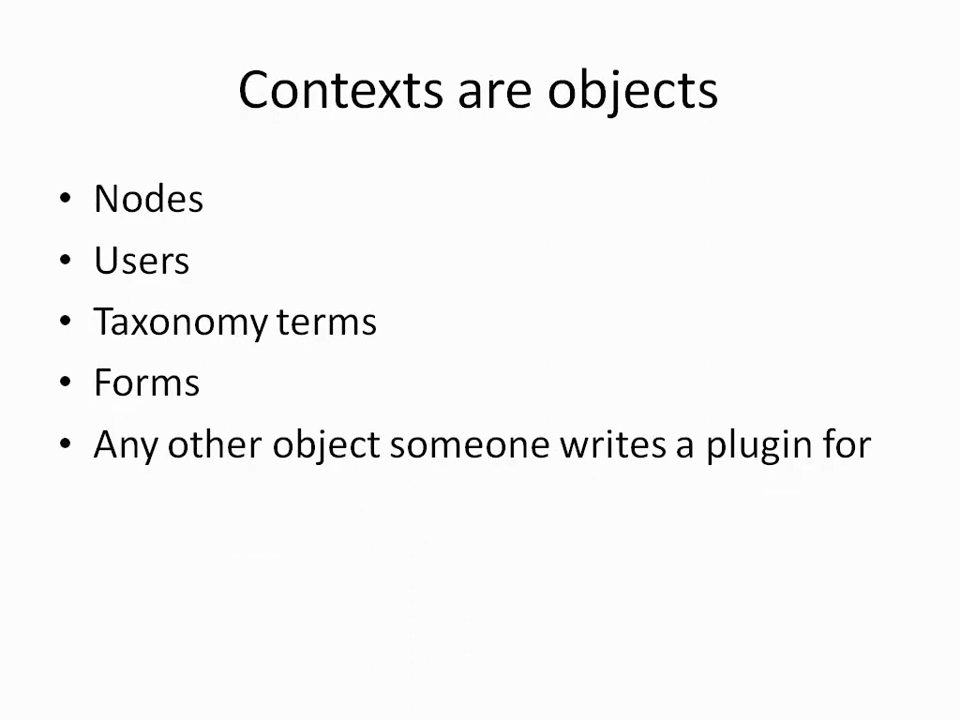 Contexts are objects
• Nodes
• Users
• Taxonomy terms
• Forms
• Any other object someone writes a plugin for